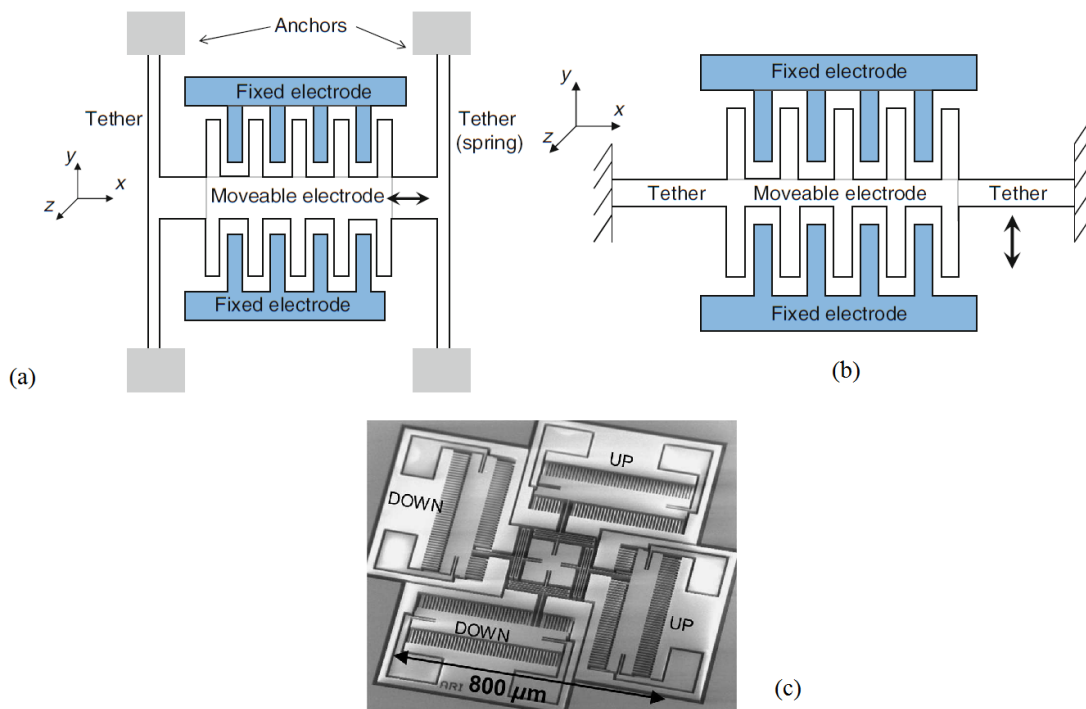 Anchors
Fixed electrode
Tether
Tether
(spring)
y
x
z
Moveable electrode
Fixed electrode
(a)
y
x
z
Fixed electrode
Tether
Moveable electrode
Tether
Fixed electrode
(b)
UP
DOWN
DOWN
UP
ARI
800 µm
(c)